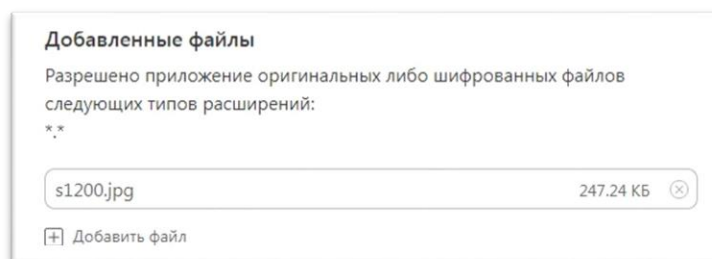 Добавленные файлы
Разрешено приложение оригинальных либо шифрованных файлов
следующих типов расширений:
*.*
s1200.jpg 247.24 КБ
Добавить файл